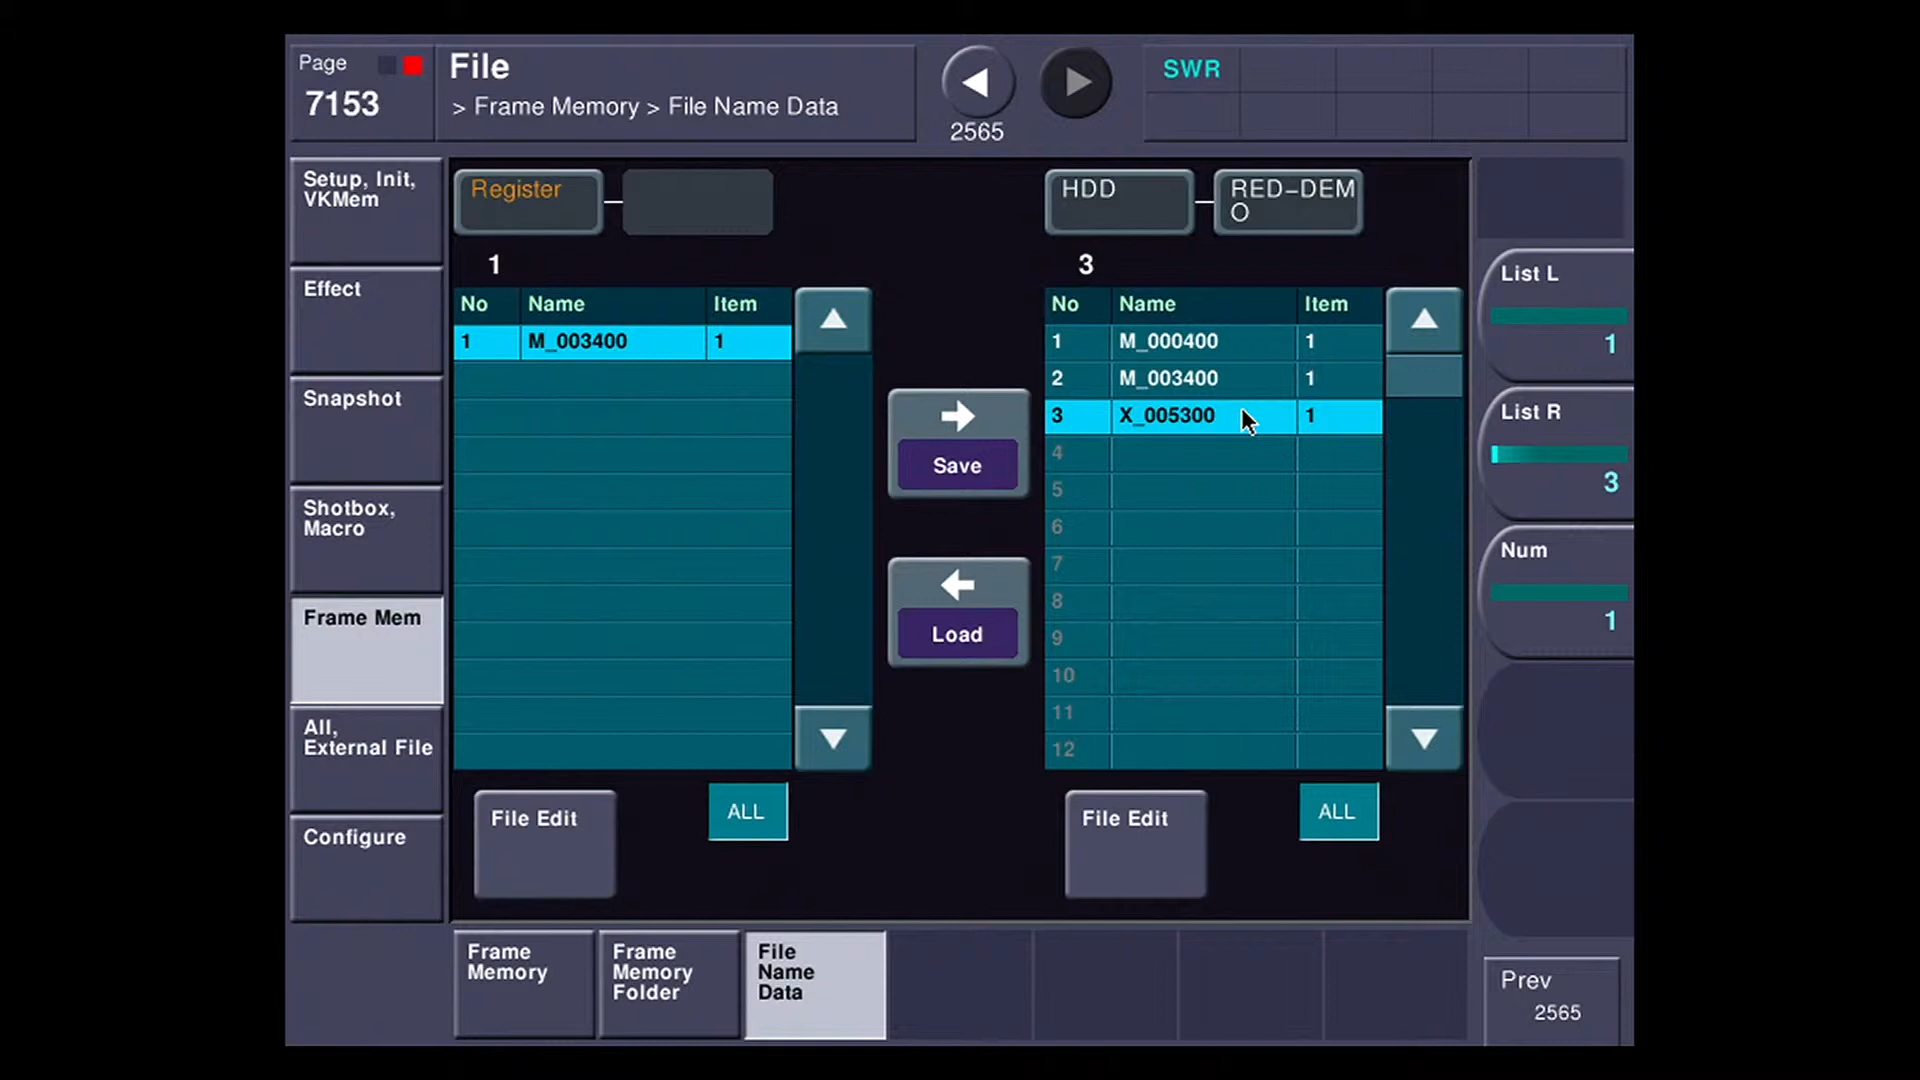 Page
7153
File
> Frame Memory > File Name Data
2565
SWR
Setup, Init,
VKMem
Effect
Snapshot
Shotbox,
Macro
Frame Mem
All,
External File
Configure
Register
1
No Name Item
1 M_003400 1
File Edit
ALL
Save
Load
HDD
RED-DEM
O
3
No Name Item
1 M_000400 1
2 M_003400 1
3 X_005300 1
4
5
6
7
8
9
10
11
12
File Edit
ALL
List L
1
List R
3
Num
1
Frame
Memory
Frame
Memory
Folder
File
Name
Data
Prev
2565